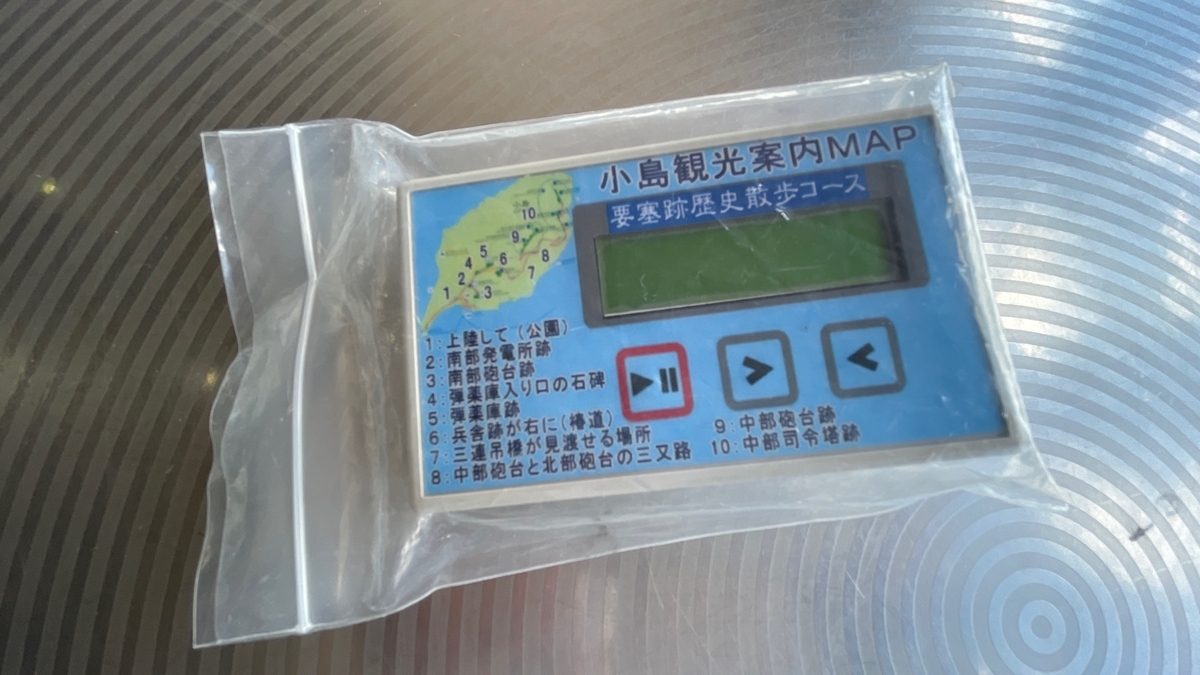 小島観光案内MAP
要塞跡歴史散歩コース
10
9
5
8
4
6
2
7
1
3
1:上陸して(公園)
2:南部発電所跡
3:南部砲台跡
4:弾薬庫入り口の石碑
5:弾薬庫跡
6:兵舎跡が右に(椿道)
7:三連吊橋が見渡せる場所
8:中部砲台と北部砲台の三又路
9:中部砲台跡
10:中部司令塔跡